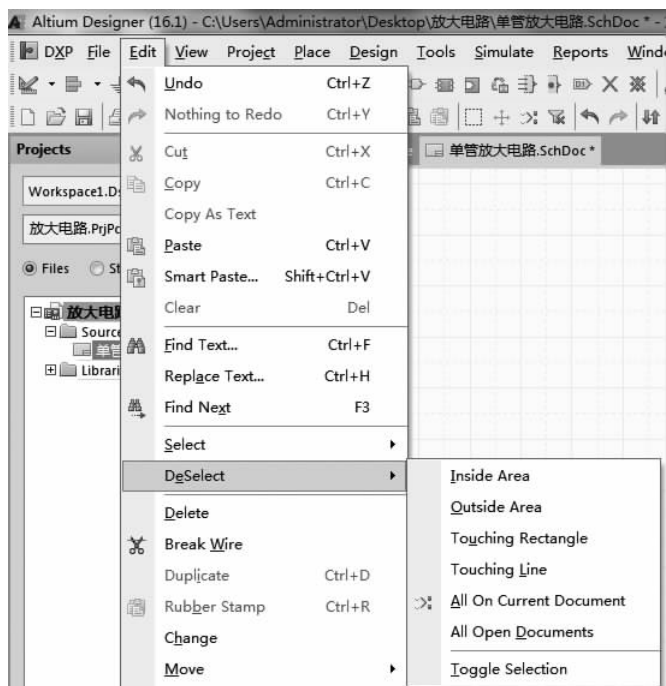 Altium Designer (16.1) - C:\Users\Administrator\Desktop\放大电路\单管放大电路.SchDoc * -
DXP File Edit View Project Place Design Tools Simulate Reports
Projects
单管放大电路.SchDoc *
Workspace1.
放大电路.
Files
放大电
Undo Ctrl+Z
Nothing to Redo Ctrl+Y
Cut Ctrl+X
Copy Ctrl+C
Copy As Text
Paste Ctrl+V
Smart Paste... Shift+Ctrl+V
Clear Del
Find Text... Ctrl+F
Replace Text... Ctrl+H
Find Next F3
Select
DeSelect
Delete
Break Wire
Duplicate Ctrl+D
Rubber Stamp Ctrl+R
Change
Move
Inside Area
Outside Area
Touching Rectangle
Touching Line
All On Current Document
All Open Documents
Toggle Selection